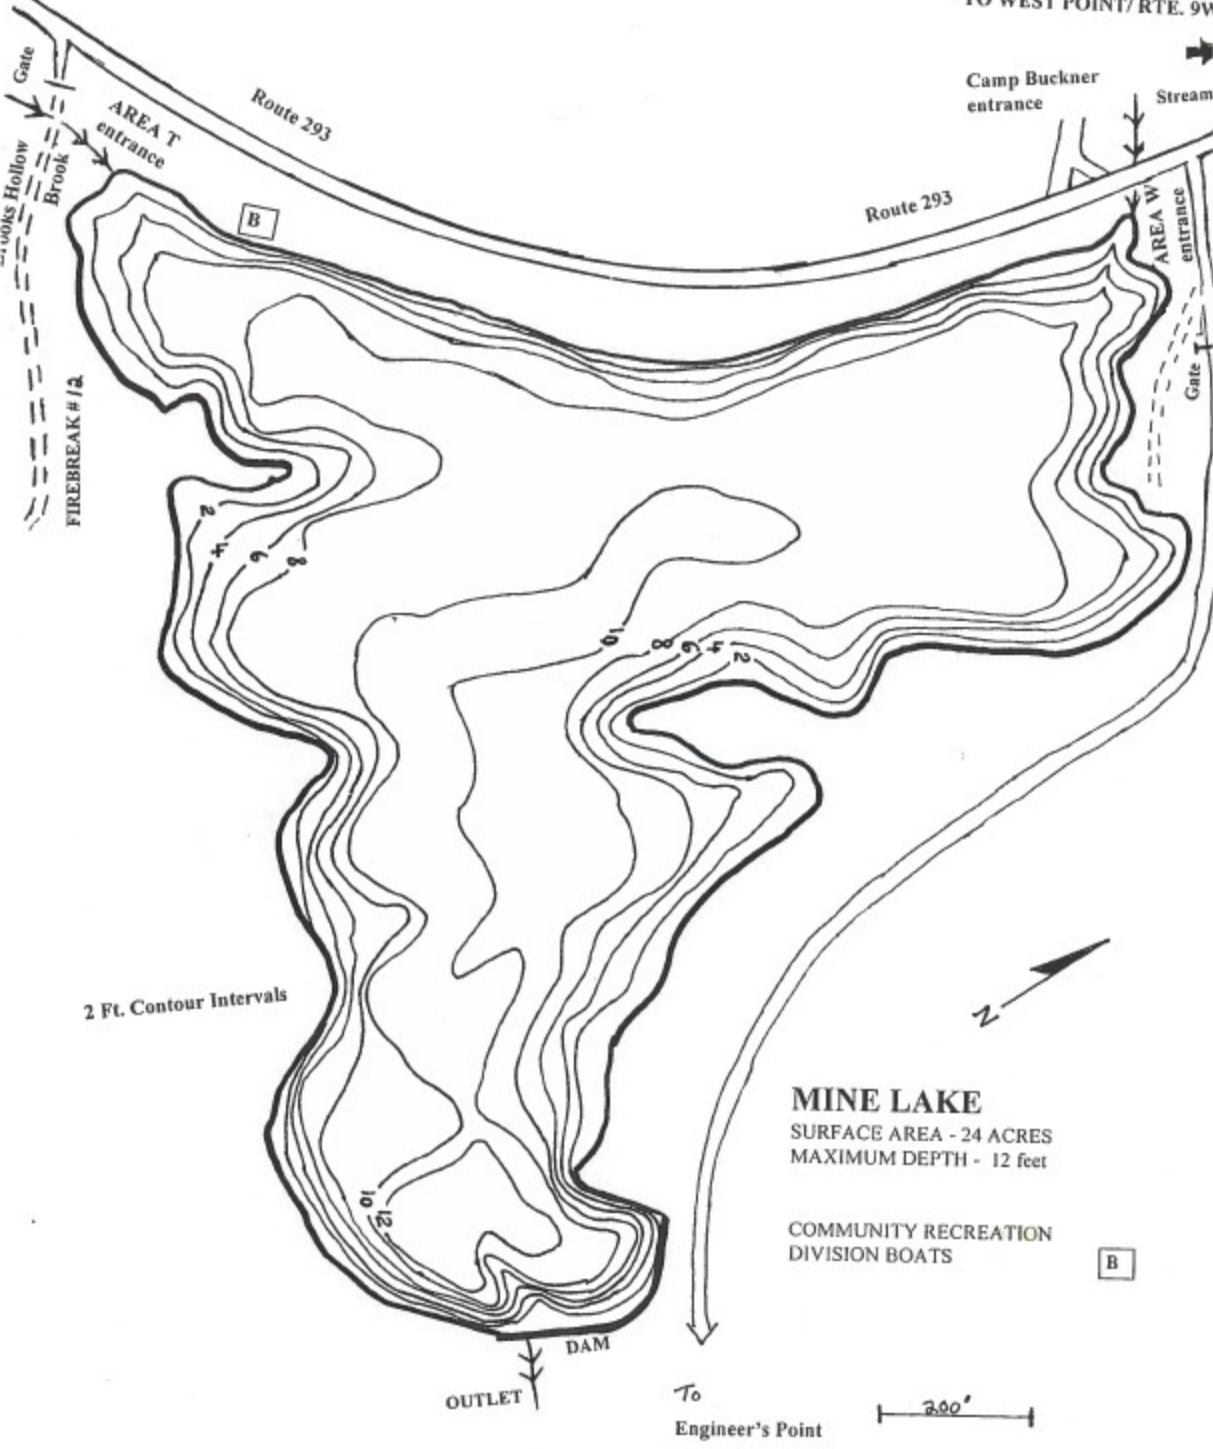 TO WEST POINT/ RTE. 9W
Camp Buckner
entrance
Stream
Gate
AREA T
entrance
Route 293
Route 293
Hollow
Brook
B
AREA W
entrance
Gate
FIREBREAK #12
2
4
6
8
10
8
6
4
2
2 Ft. Contour Intervals
N
MINE LAKE
SURFACE AREA - 24 ACRES
MAXIMUM DEPTH - 12 feet
10
12
COMMUNITY RECREATION
DIVISION BOATS
B
DAM
OUTLET
To
Engineer's Point
200'